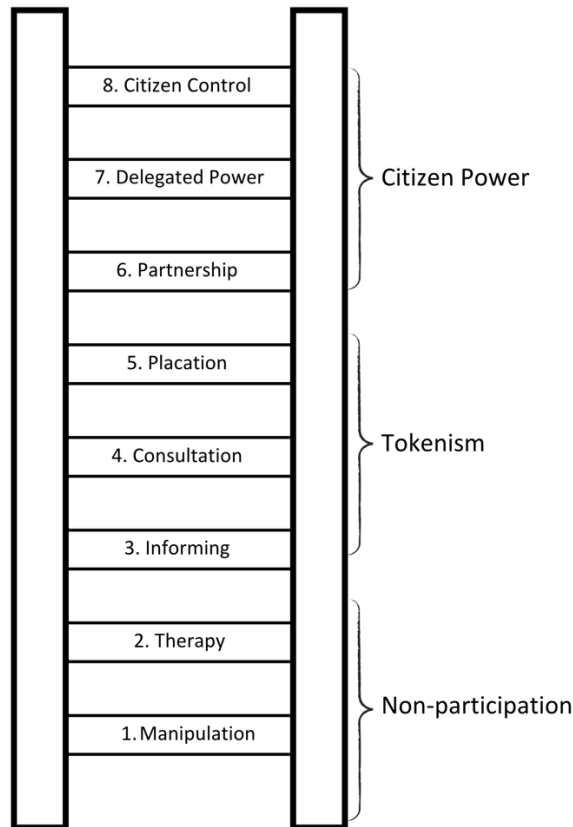 8. Citizen Control
7. Delegated Power
Citizen Power
6. Partnership
5. Placation
4. Consultation
Tokenism
3. Informing
2. Therapy
Non-participation
1. Manipulation